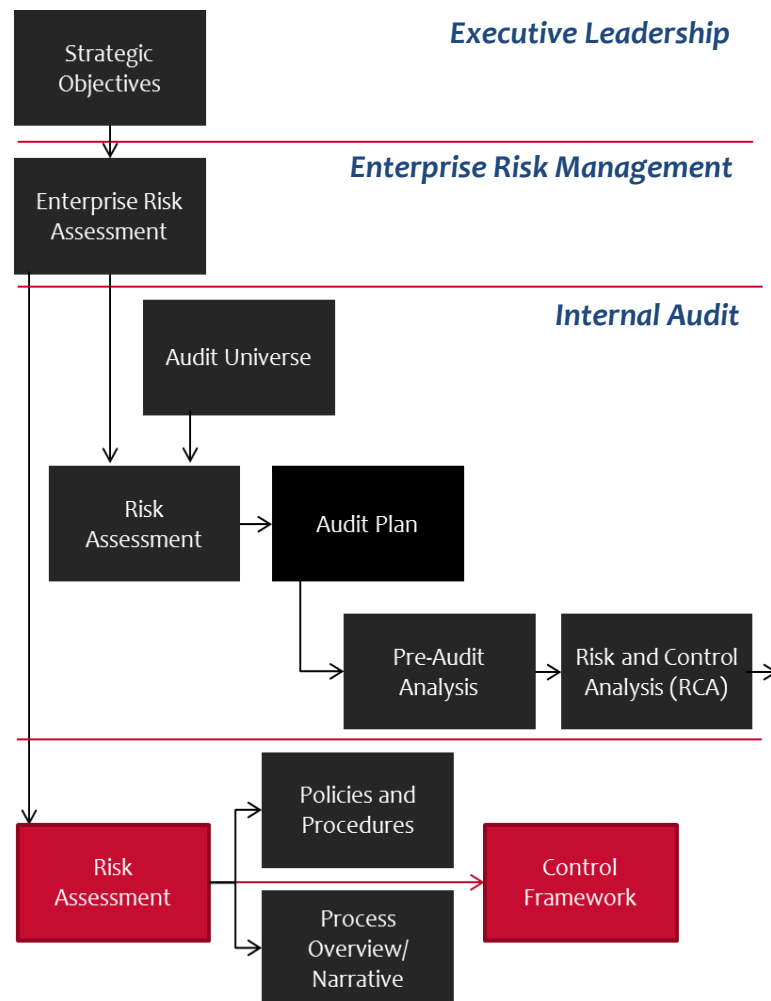 Executive Leadership
Strategic
Objectives
Enterprise Risk Management
Enterprise Risk
Assessment
Internal Audit
Audit Universe
Risk
Assessment
Audit Plan
Pre-Audit
Analysis
Risk and Control
Analysis (RCA)
Policies and
Procedures
Risk
Assessment
Control
Framework
Process
Overview/
Narrative